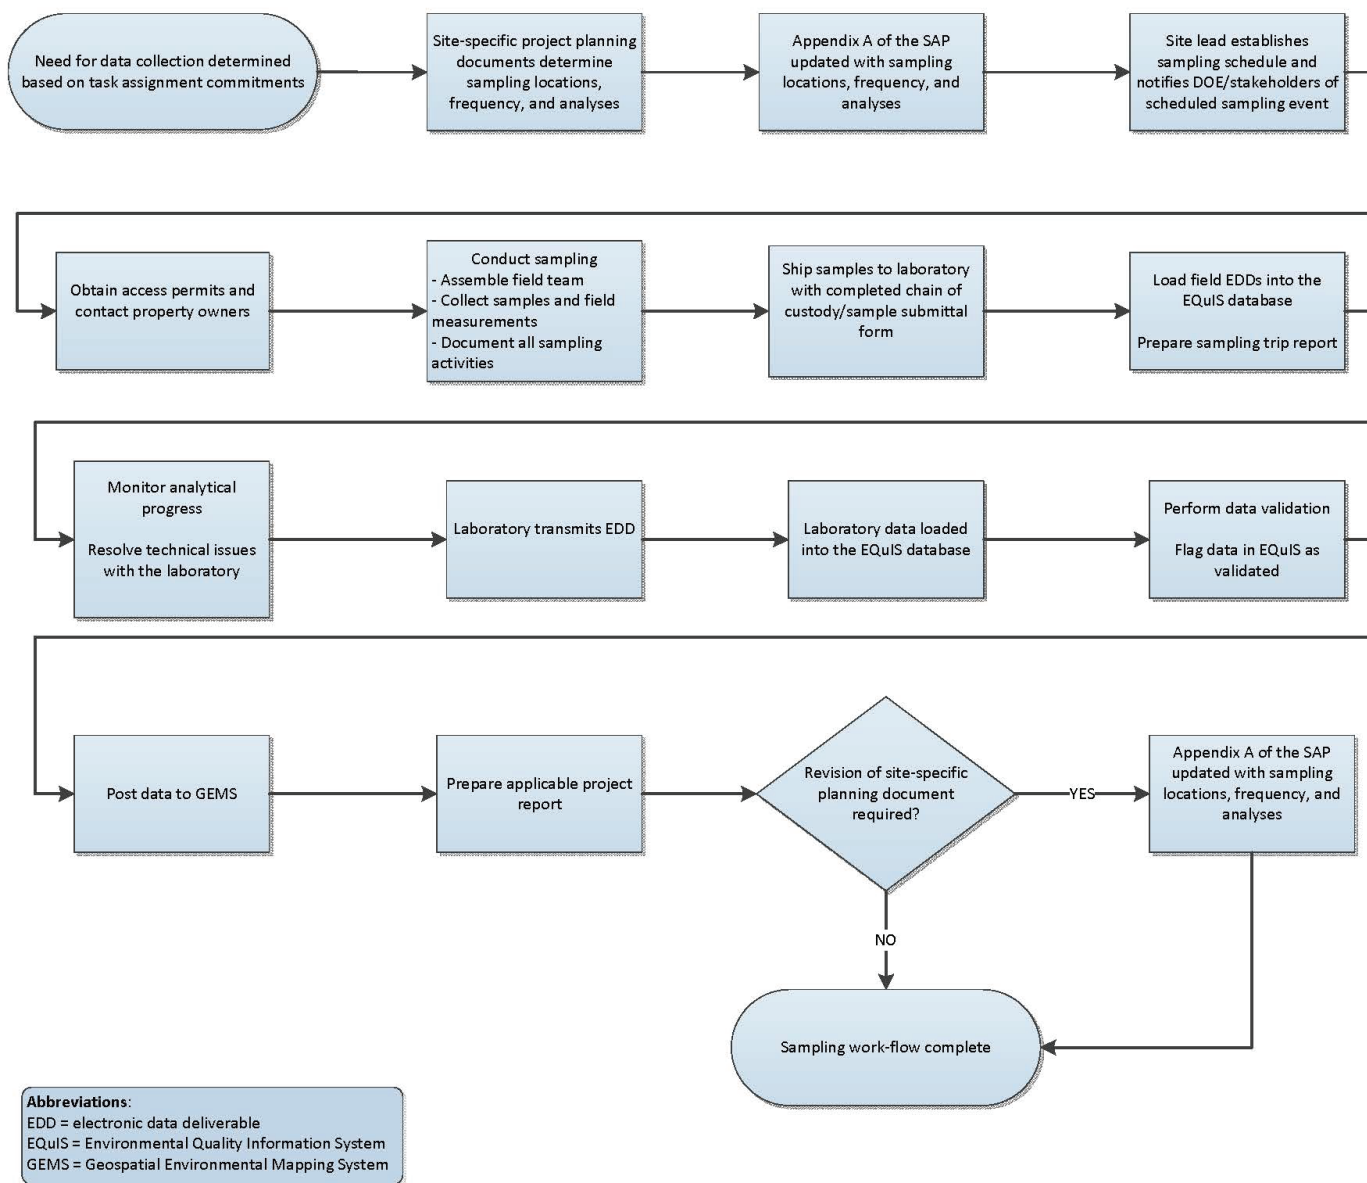 Need for data collection determined
based on task assignment commitments
Site-specific project planning
documents determine
sampling locations,
frequency, and analyses
Appendix A of the SAP
updated with sampling
locations, frequency, and
analyses
Site lead establishes
sampling schedule and
notifies DOE/stakeholders of
scheduled sampling event
Obtain access permits and
contact property owners
Conduct sampling
- Assemble field team
- Collect samples and field
measurements
- Document all sampling
activities
Ship samples to laboratory
with completed chain of
custody/sample submittal
form
Load field EDDs into the
EQuIS database
Prepare sampling trip report
Monitor analytical
progress
Resolve technical issues
with the laboratory
Laboratory transmits EDD
Laboratory data loaded
into the EQuIS database
Perform data validation
Flag data in EQuIS as
validated
Post data to GEMS
Prepare applicable project
report
Revision of site-specific
planning document
required?
YES
Appendix A of the SAP
updated with sampling
locations, frequency, and
analyses
NO
Sampling work-flow complete
Abbreviations:
EDD = electronic data deliverable
EQuIS = Environmental Quality Information System
GEMS = Geospatial Environmental Mapping System